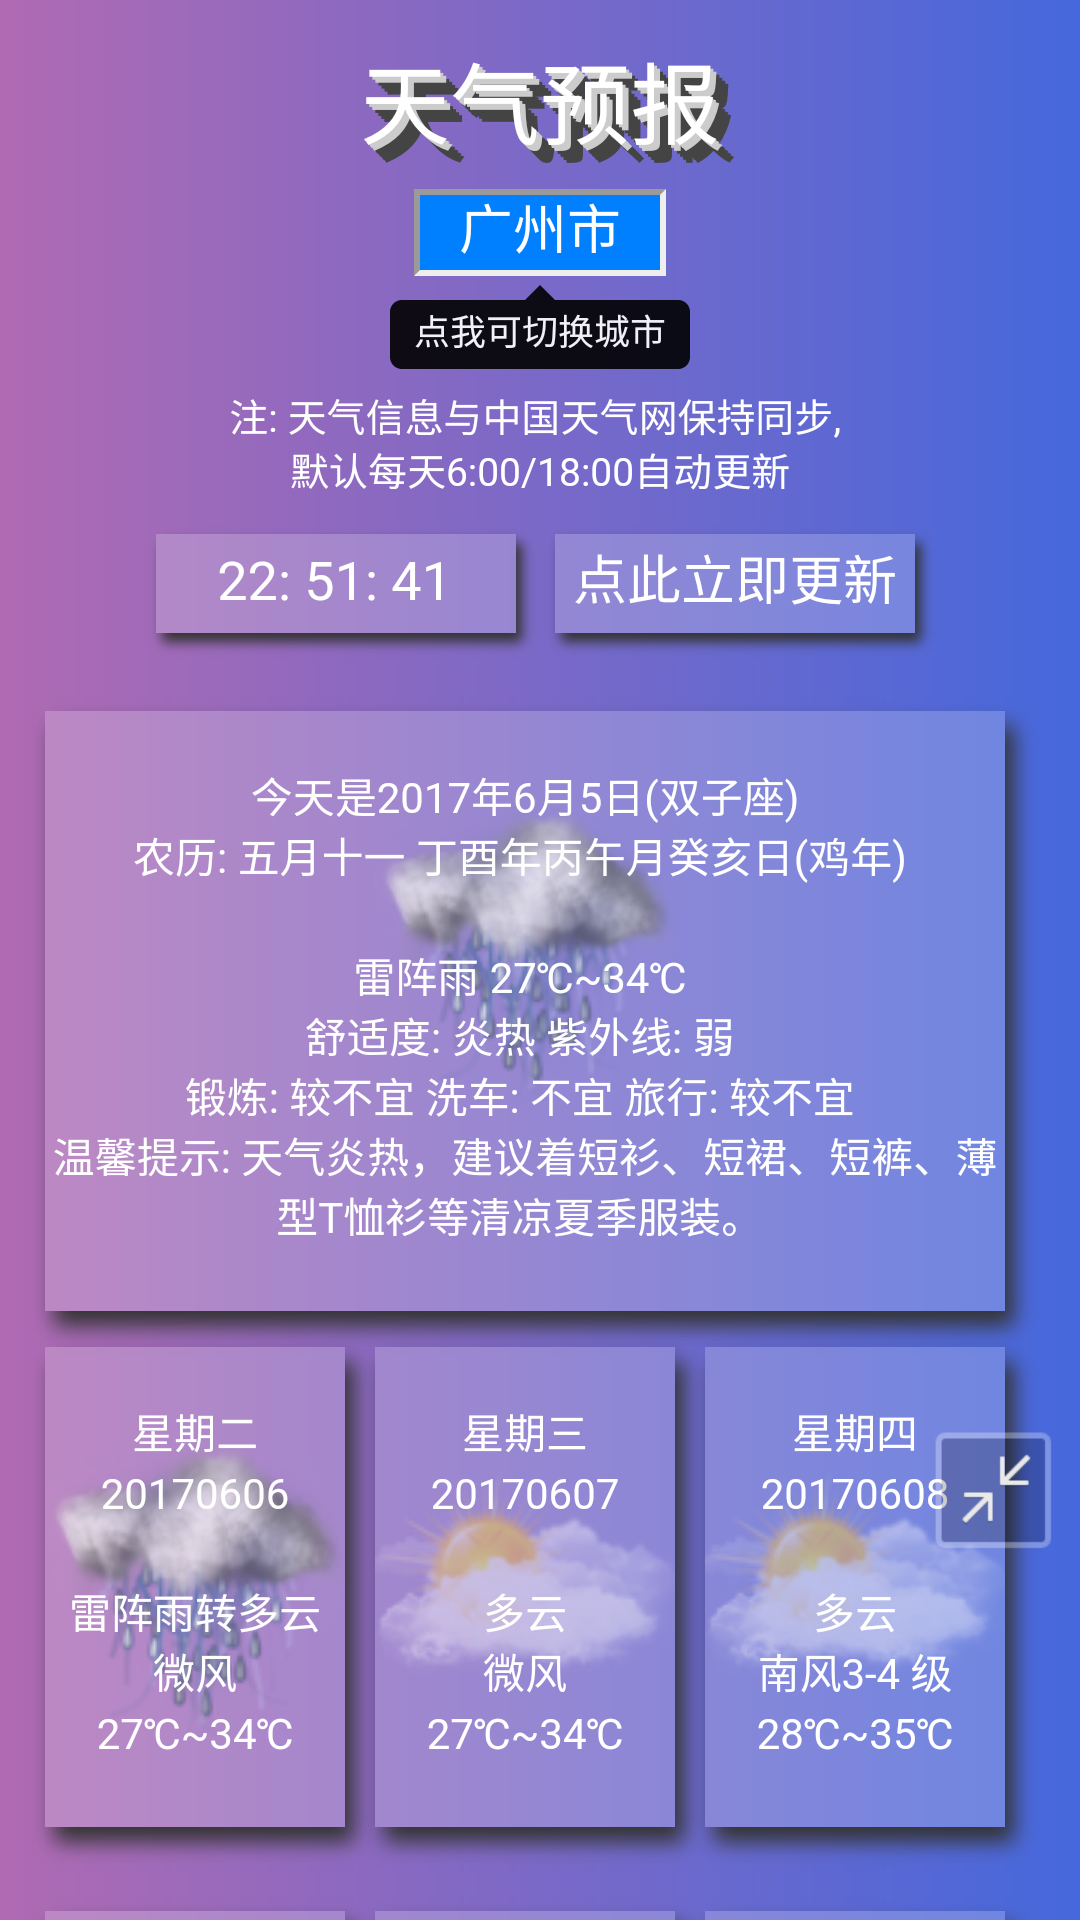 天气预报
广州市
点我可切换城市
注: 天气信息与中国天气网保持同步,
默认每天6:00/18:00自动更新
22: 51: 41
点此立即更新
今天是2017年6月5日(双子座)
农历: 五月十一 丁酉年丙午月癸亥日(鸡年)
雷阵雨 27℃~34℃
舒适度: 炎热 紫外线: 弱
锻炼: 较不宜 洗车: 不宜 旅行: 较不宜
温馨提示: 天气炎热，建议着短衫、短裙、短裤、薄
型T恤衫等清凉夏季服装。
星期二
20170606
雷阵雨转多云
微风
27℃~34℃
星期三
20170607
多云
微风
27℃~34℃
星期四
20170608
多云
南风3-4 级
28℃~35℃